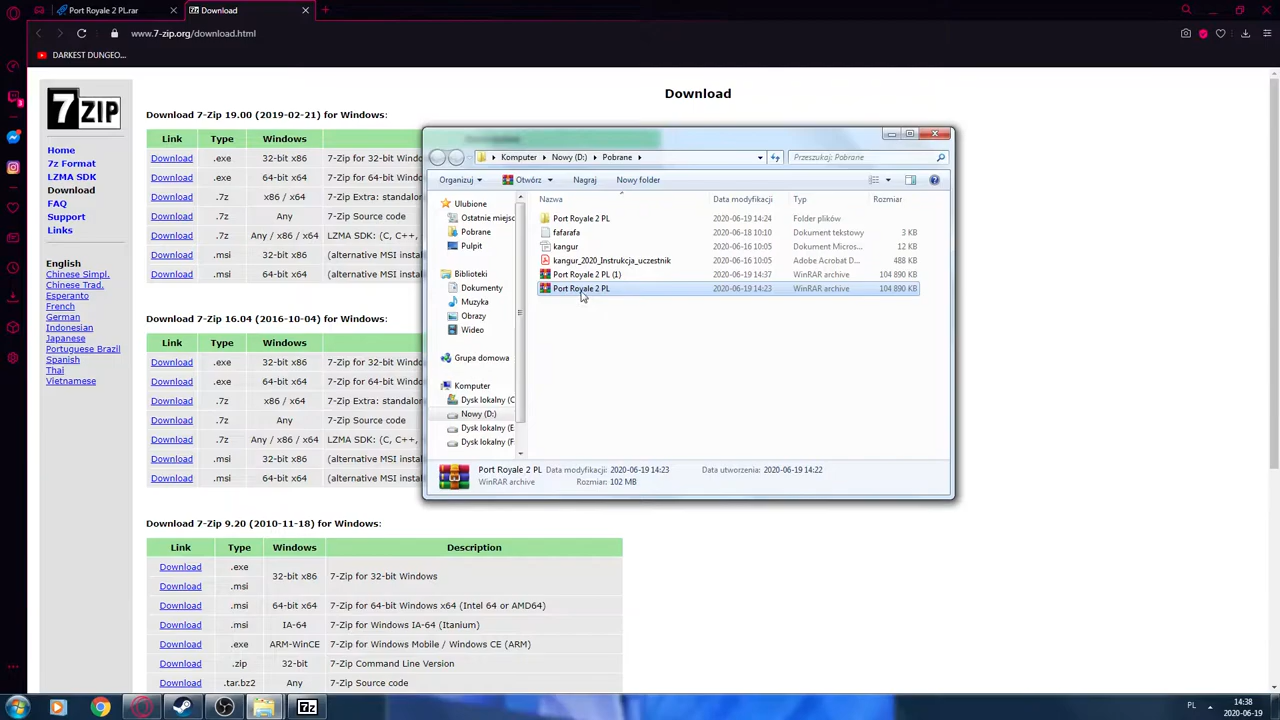 Port Royale 2 PL.rar
Download
www.7-zip.org/download.html
DARKEST DUNGEO...
7ZIP
Home
7z Format
LZMA SDK
Download
FAQ
Support
Links
English
Chinese Simpl.
Chinese Trad.
Esperanto
French
German
Indonesian
Japanese
Portuguese Brazil
Spanish
Thai
Vietnamese
Download
Download 7-Zip 19.00 (2019-02-21) for Windows:
Link Type Windows
Download .exe 32-bit x86 7-Zip for 32-bit Windo
Download .exe 64-bit x64 7-Zip for 64-bit Windo
Download .7z x86 / x64 7-Zip Extra: standalon
Download .7z Any 7-Zip Source code
Download .7z Any / x86 / x64 LZMA SDK: (C, C++,
Download .msi 32-bit x86 (alternative MSI instal
Download .msi 64-bit x64 (alternative MSI instal
Download 7-Zip 16.04 (2016-10-04) for Windows:
Link Type Windows
Download .exe 32-bit x86 7-Zip for 32-bit Windo
Download .exe 64-bit x64 7-Zip for 64-bit Windo
Download .7z x86 / x64 7-Zip Extra: standalon
Download .7z Any 7-Zip Source code
Download .7z Any / x86 / x64 LZMA SDK: (C, C++,
Download .msi 32-bit x86 (alternative MSI instal
Download .msi 64-bit x64 (alternative MSI instal
Download 7-Zip 9.20 (2010-11-18) for Windows:
Link Type Windows Description
Download .exe 32-bit x86 7-Zip for 32-bit Windows
Download .msi
Download .msi 64-bit x64 7-Zip for 64-bit Windows x64 (Intel 64 or AMD64)
Download .msi IA-64 7-Zip for Windows IA-64 (Itanium)
Download .exe ARM-WinCE 7-Zip for Windows Mobile / Windows CE (ARM)
Download .zip 32-bit 7-Zip Command Line Version
Download .tar.bz2 Any 7-Zip Source code
Komputer Nowy (D:) Pobrane
Przeszukaj: Pobrane
Organizuj Otwórz Nagraj Nowy folder
Ulubione
Ostatnie miejsc
Pobrane
Pulpit
Biblioteki
Dokumenty
Muzyka
Obrazy
Wideo
Grupa domowa
Komputer
Dysk lokalny (C
Nowy (D:)
Dysk lokalny (E
Dysk lokalny (F
Nazwa Data modyfikacji Typ Rozmiar
Port Royale 2 PL 2020-06-19 14:24 Folder plików
fafarafa 2020-06-18 10:10 Dokument tekstowy 3 KB
kangur 2020-06-16 10:05 Dokument Micros... 12 KB
kangur_2020_Instrukcja_uczestnik 2020-06-16 10:05 Adobe Acrobat D... 488 KB
Port Royale 2 PL (1) 2020-06-19 14:37 WinRAR archive 104 890 KB
Port Royale 2 PL 2020-06-19 14:23 WinRAR archive 104 890 KB
Port Royale 2 PL Data modyfikacji: 2020-06-19 14:23 Data utworzenia: 2020-06-19 14:22
WinRAR archive Rozmiar: 102 MB
7z
PL
14:38
2020-06-19